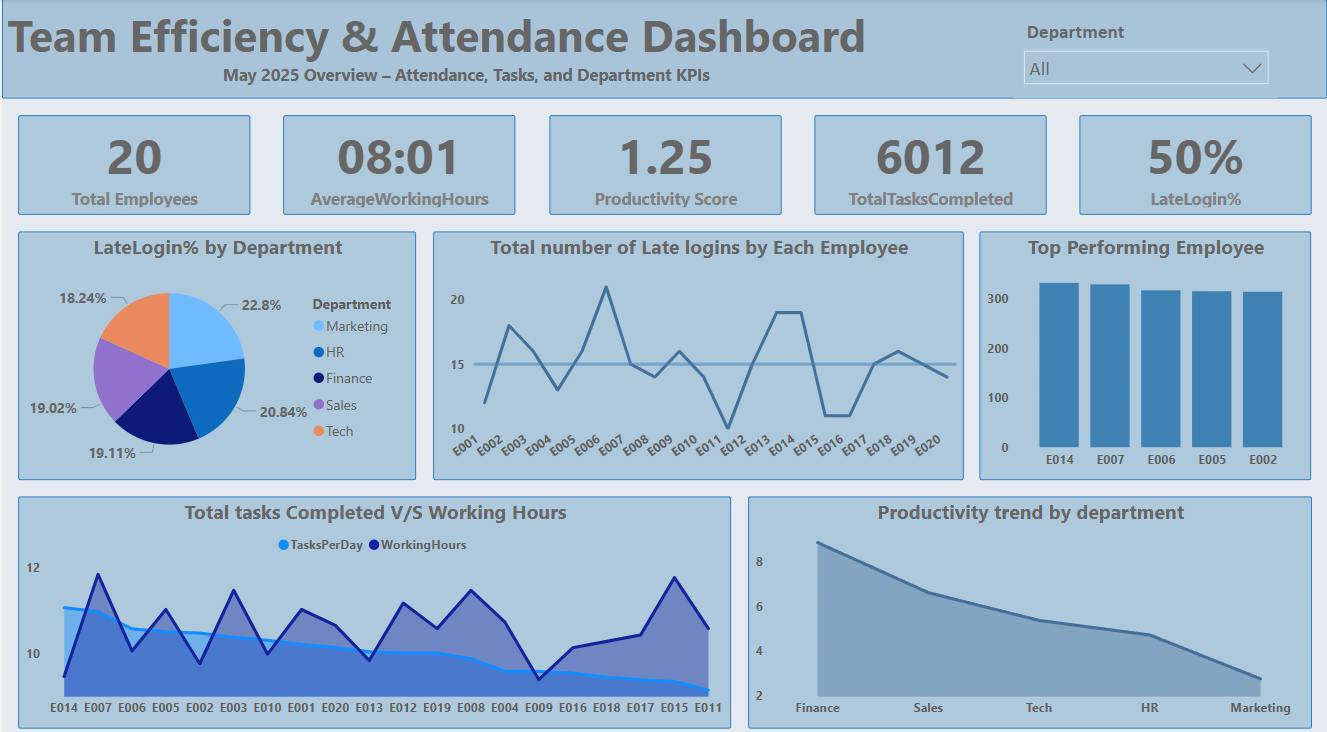 Team Efficiency & Attendance Dashboard
May 2025 Overview – Attendance, Tasks, and Department KPIs
Department
All
20
Total Employees
08:01
AverageWorkingHours
1.25
Productivity Score
6012
TotalTasksCompleted
50%
LateLogin%
LateLogin% by Department
18.24%
22.8%
19.02%
20.84%
19.11%
Department
Marketing
HR
Finance
Sales
Tech
Total number of Late logins by Each Employee
20
15
10
E001 E002 E003 E004 E005 E006 E007 E008 E009 E010 E011 E012 E013 E014 E015 E016 E017 E018 E019 E020
Top Performing Employee
300
200
100
0
E014 E007 E006 E005 E002
Total tasks Completed V/S Working Hours
TasksPerDay WorkingHours
12
10
E014 E007 E006 E005 E002 E003 E010 E001 E020 E013 E012 E019 E008 E004 E009 E016 E018 E017 E015 E011
Productivity trend by department
8
6
4
2
Finance Sales Tech HR Marketing